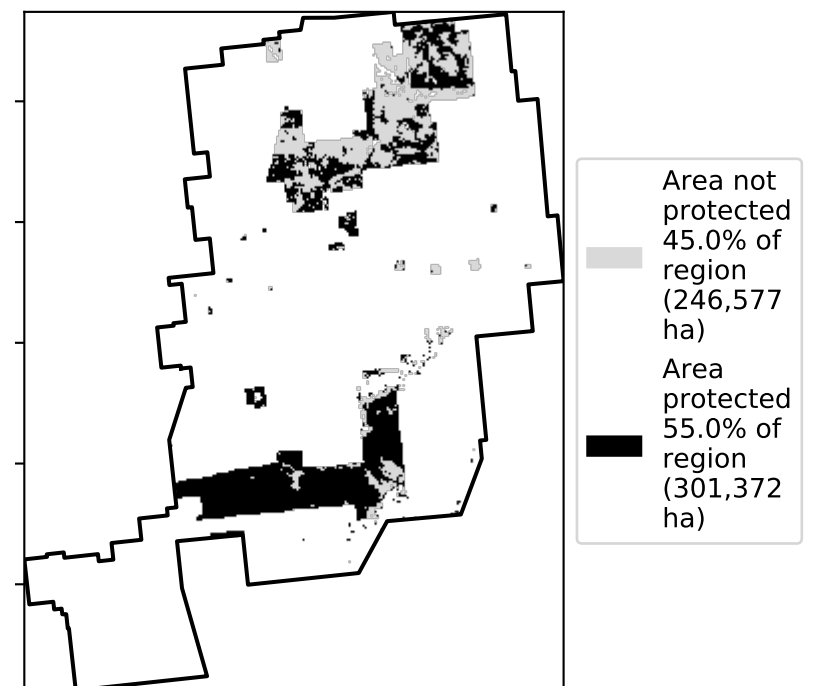 Area not
protected
45.0% of
region
(246,577
ha)
Area
protected
55.0% of
region
(301,372
ha)